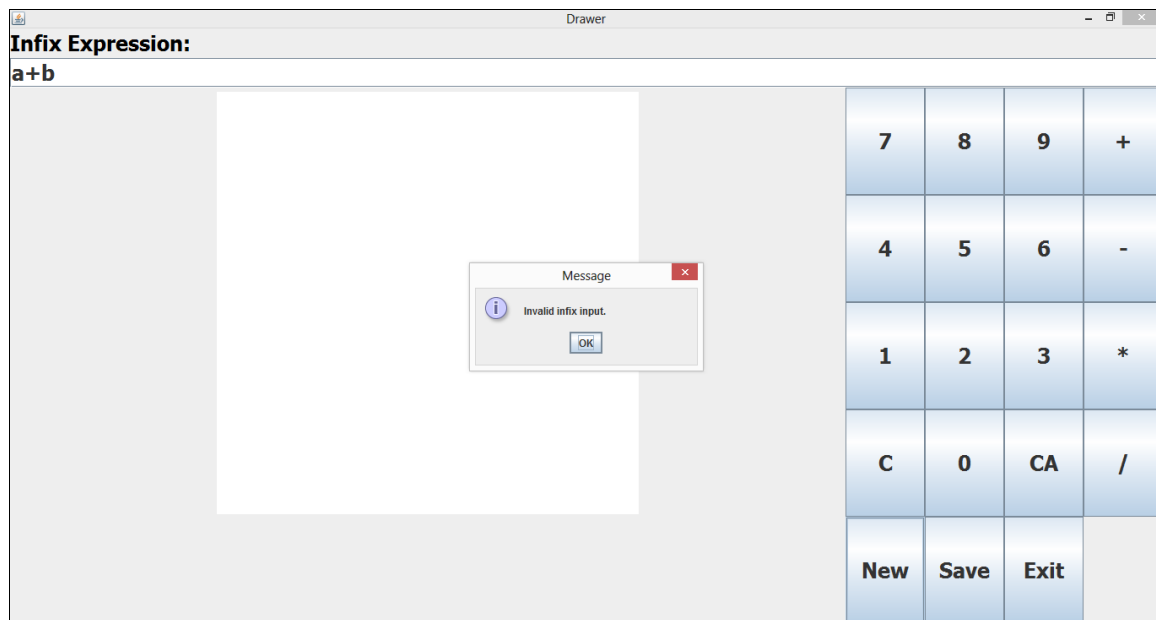 Drawer
Infix Expression:
a+b
7 8 9 +
Message
4 5 6 -
i Invalid infix input.
OK
1 2 3 *
C 0 CA /
New Save Exit